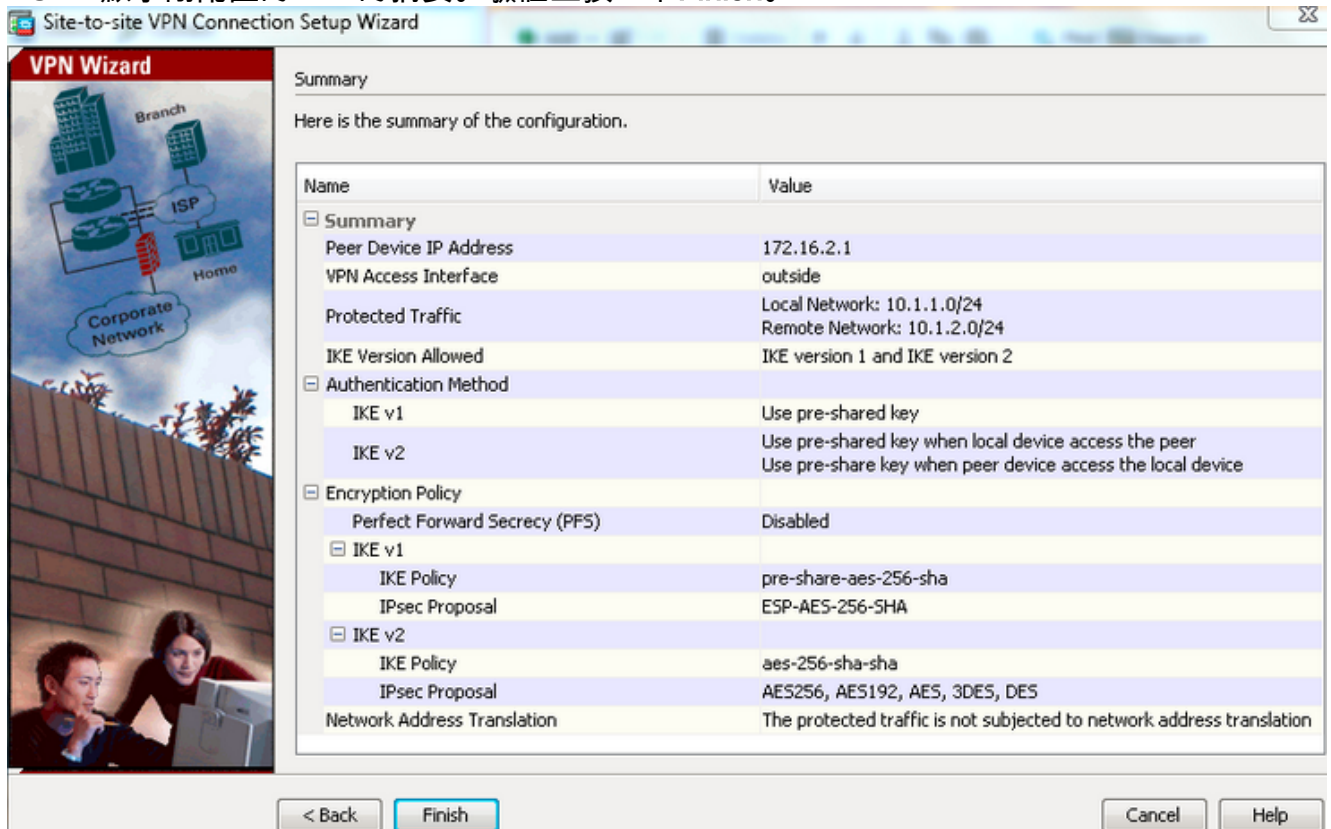 Site-to-site VPN Connection Setup Wizard
VPN Wizard
Branch
ISP
Home
Corporate
Network
Summary
Here is the summary of the configuration.
Name Value
Summary
Peer Device IP Address 172.16.2.1
VPN Access Interface outside
Protected Traffic Local Network: 10.1.1.0/24
Remote Network: 10.1.2.0/24
IKE Version Allowed IKE version 1 and IKE version 2
Authentication Method
IKE v1 Use pre-shared key
IKE v2 Use pre-shared key when local device access the peer
Use pre-share key when peer device access the local device
Encryption Policy
Perfect Forward Secrecy (PFS) Disabled
IKE v1
IKE Policy pre-share-aes-256-sha
IPsec Proposal ESP-AES-256-SHA
IKE v2
IKE Policy aes-256-sha-sha
IPsec Proposal AES256, AES192, AES, 3DES, DES
Network Address Translation The protected traffic is not subjected to network address translation
< Back Finish Cancel Help